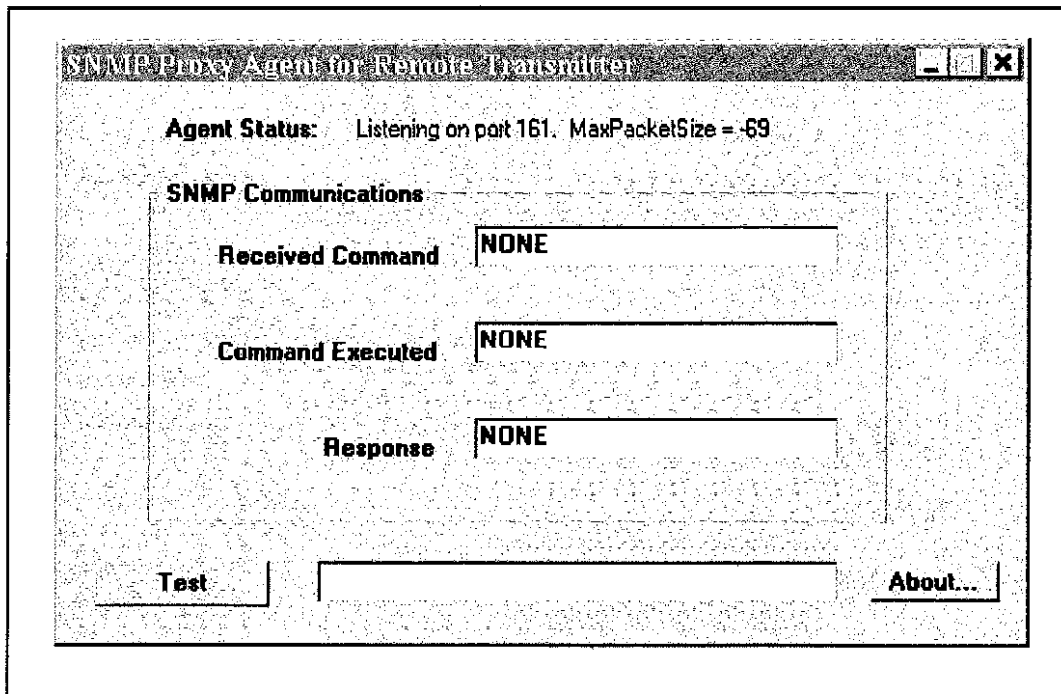 SNMP Proxy Agent for Remote Transmitter
Agent Status: Listening on port 161. MaxPacketSize = -69
SNMP Communications
Received Command NONE
Command Executed NONE
Response NONE
Test
About...